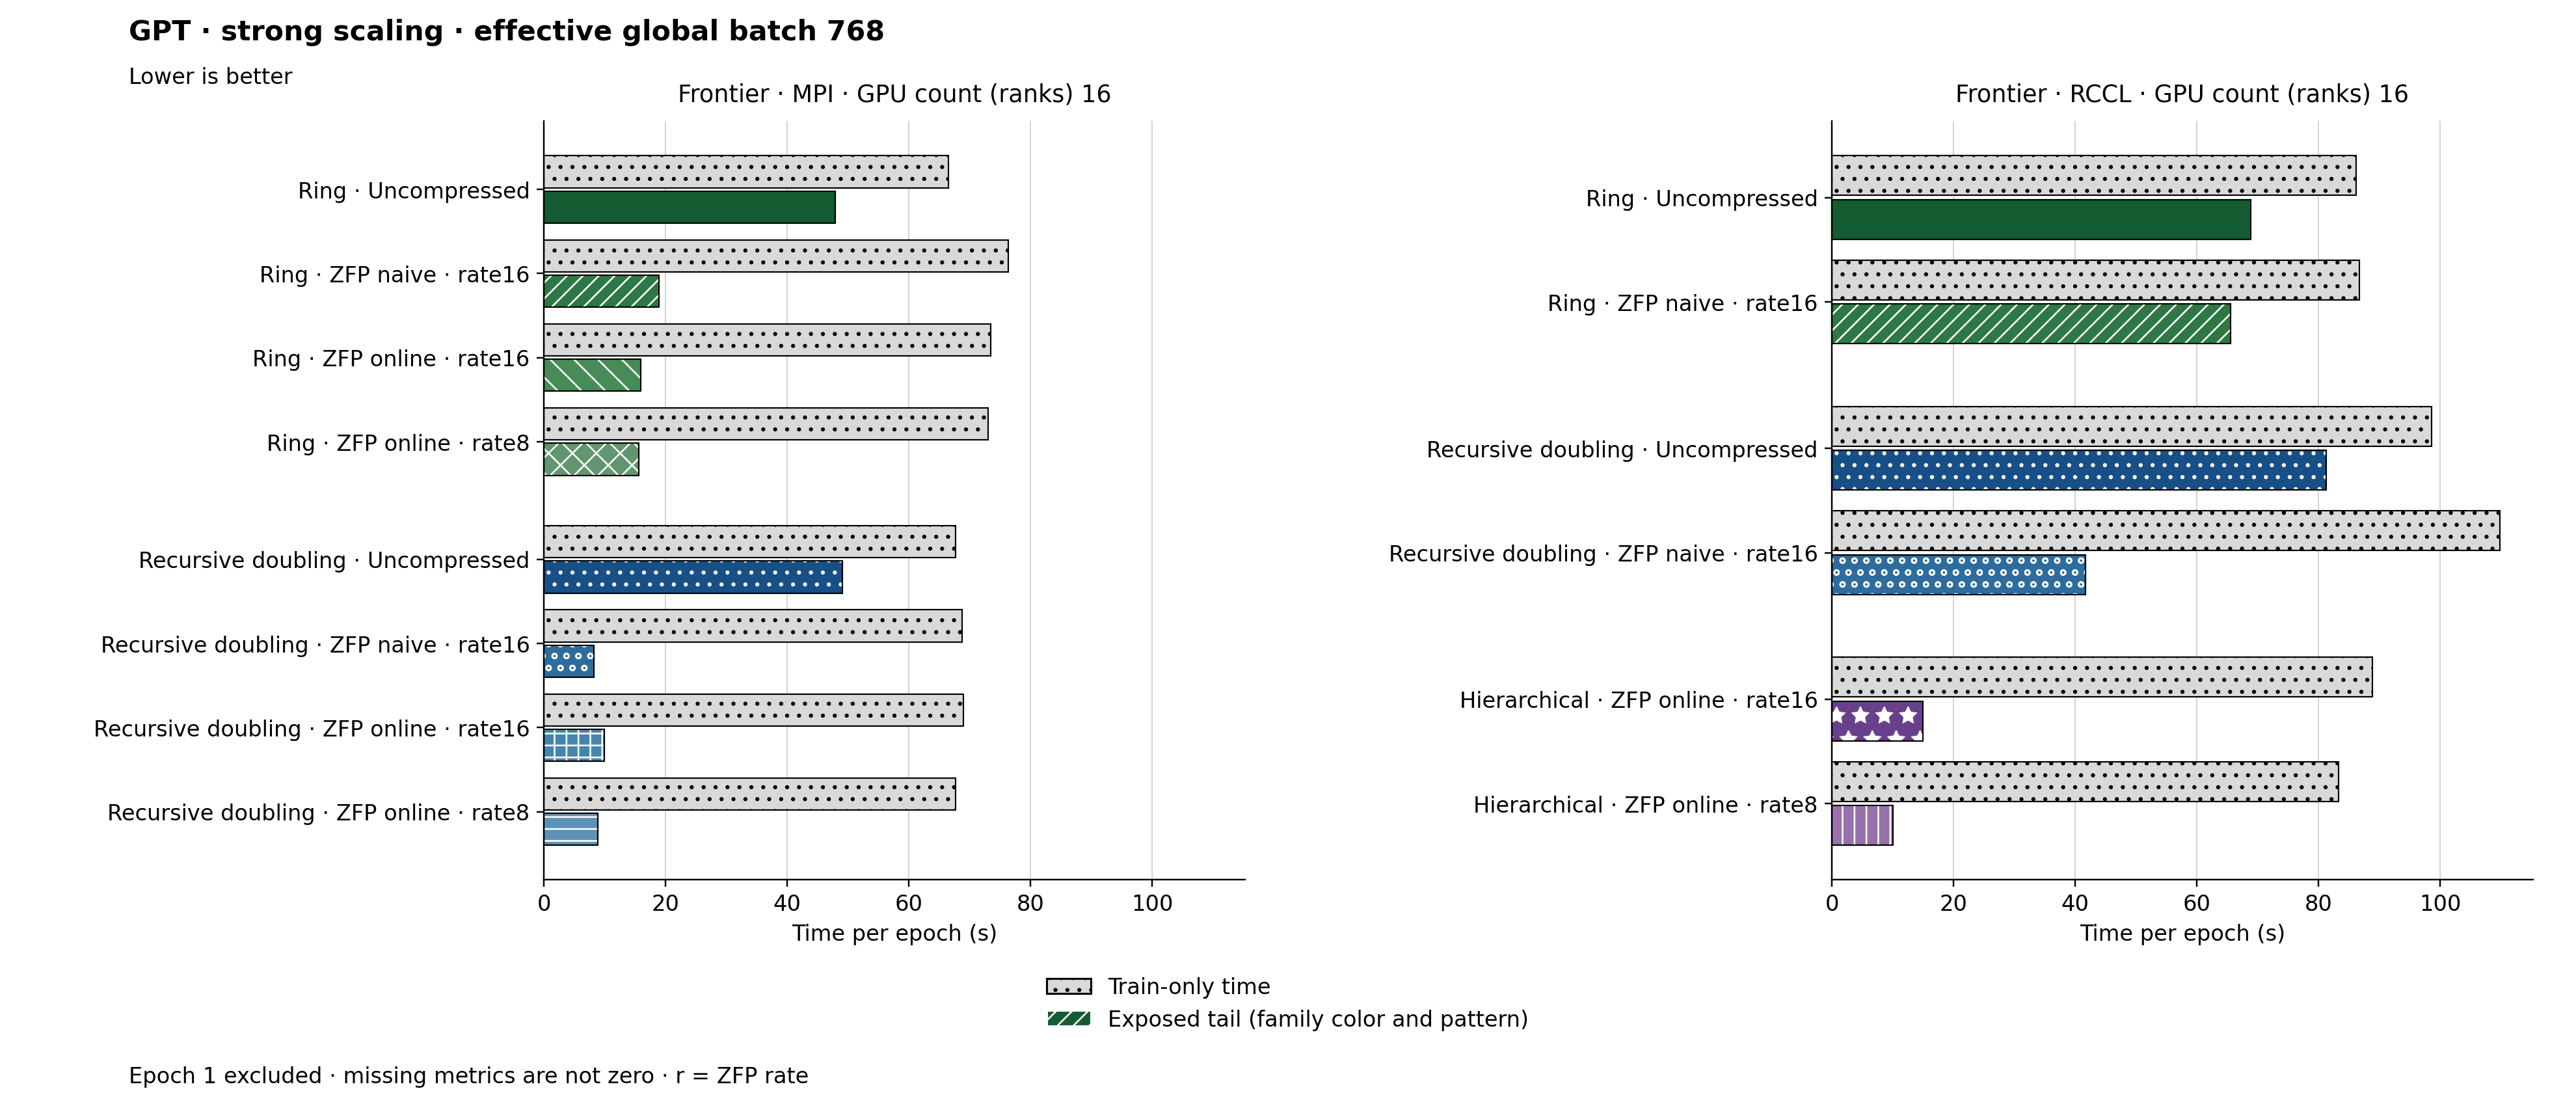 GPT · strong scaling · effective global batch 768
Lower is better
Frontier · MPI · GPU count (ranks) 16
Ring · Uncompressed
Ring · ZFP naive · rate16
Ring · ZFP online · rate16
Ring · ZFP online · rate8
Recursive doubling · Uncompressed
Recursive doubling · ZFP naive · rate16
Recursive doubling · ZFP online · rate16
Recursive doubling · ZFP online · rate8
0 20 40 60 80 100
Time per epoch (s)
Frontier · RCCL · GPU count (ranks) 16
Ring · Uncompressed
Ring · ZFP naive · rate16
Recursive doubling · Uncompressed
Recursive doubling · ZFP naive · rate16
Hierarchical · ZFP online · rate16
Hierarchical · ZFP online · rate8
0 20 40 60 80 100
Time per epoch (s)
Train-only time
Exposed tail (family color and pattern)
Epoch 1 excluded · missing metrics are not zero · r = ZFP rate